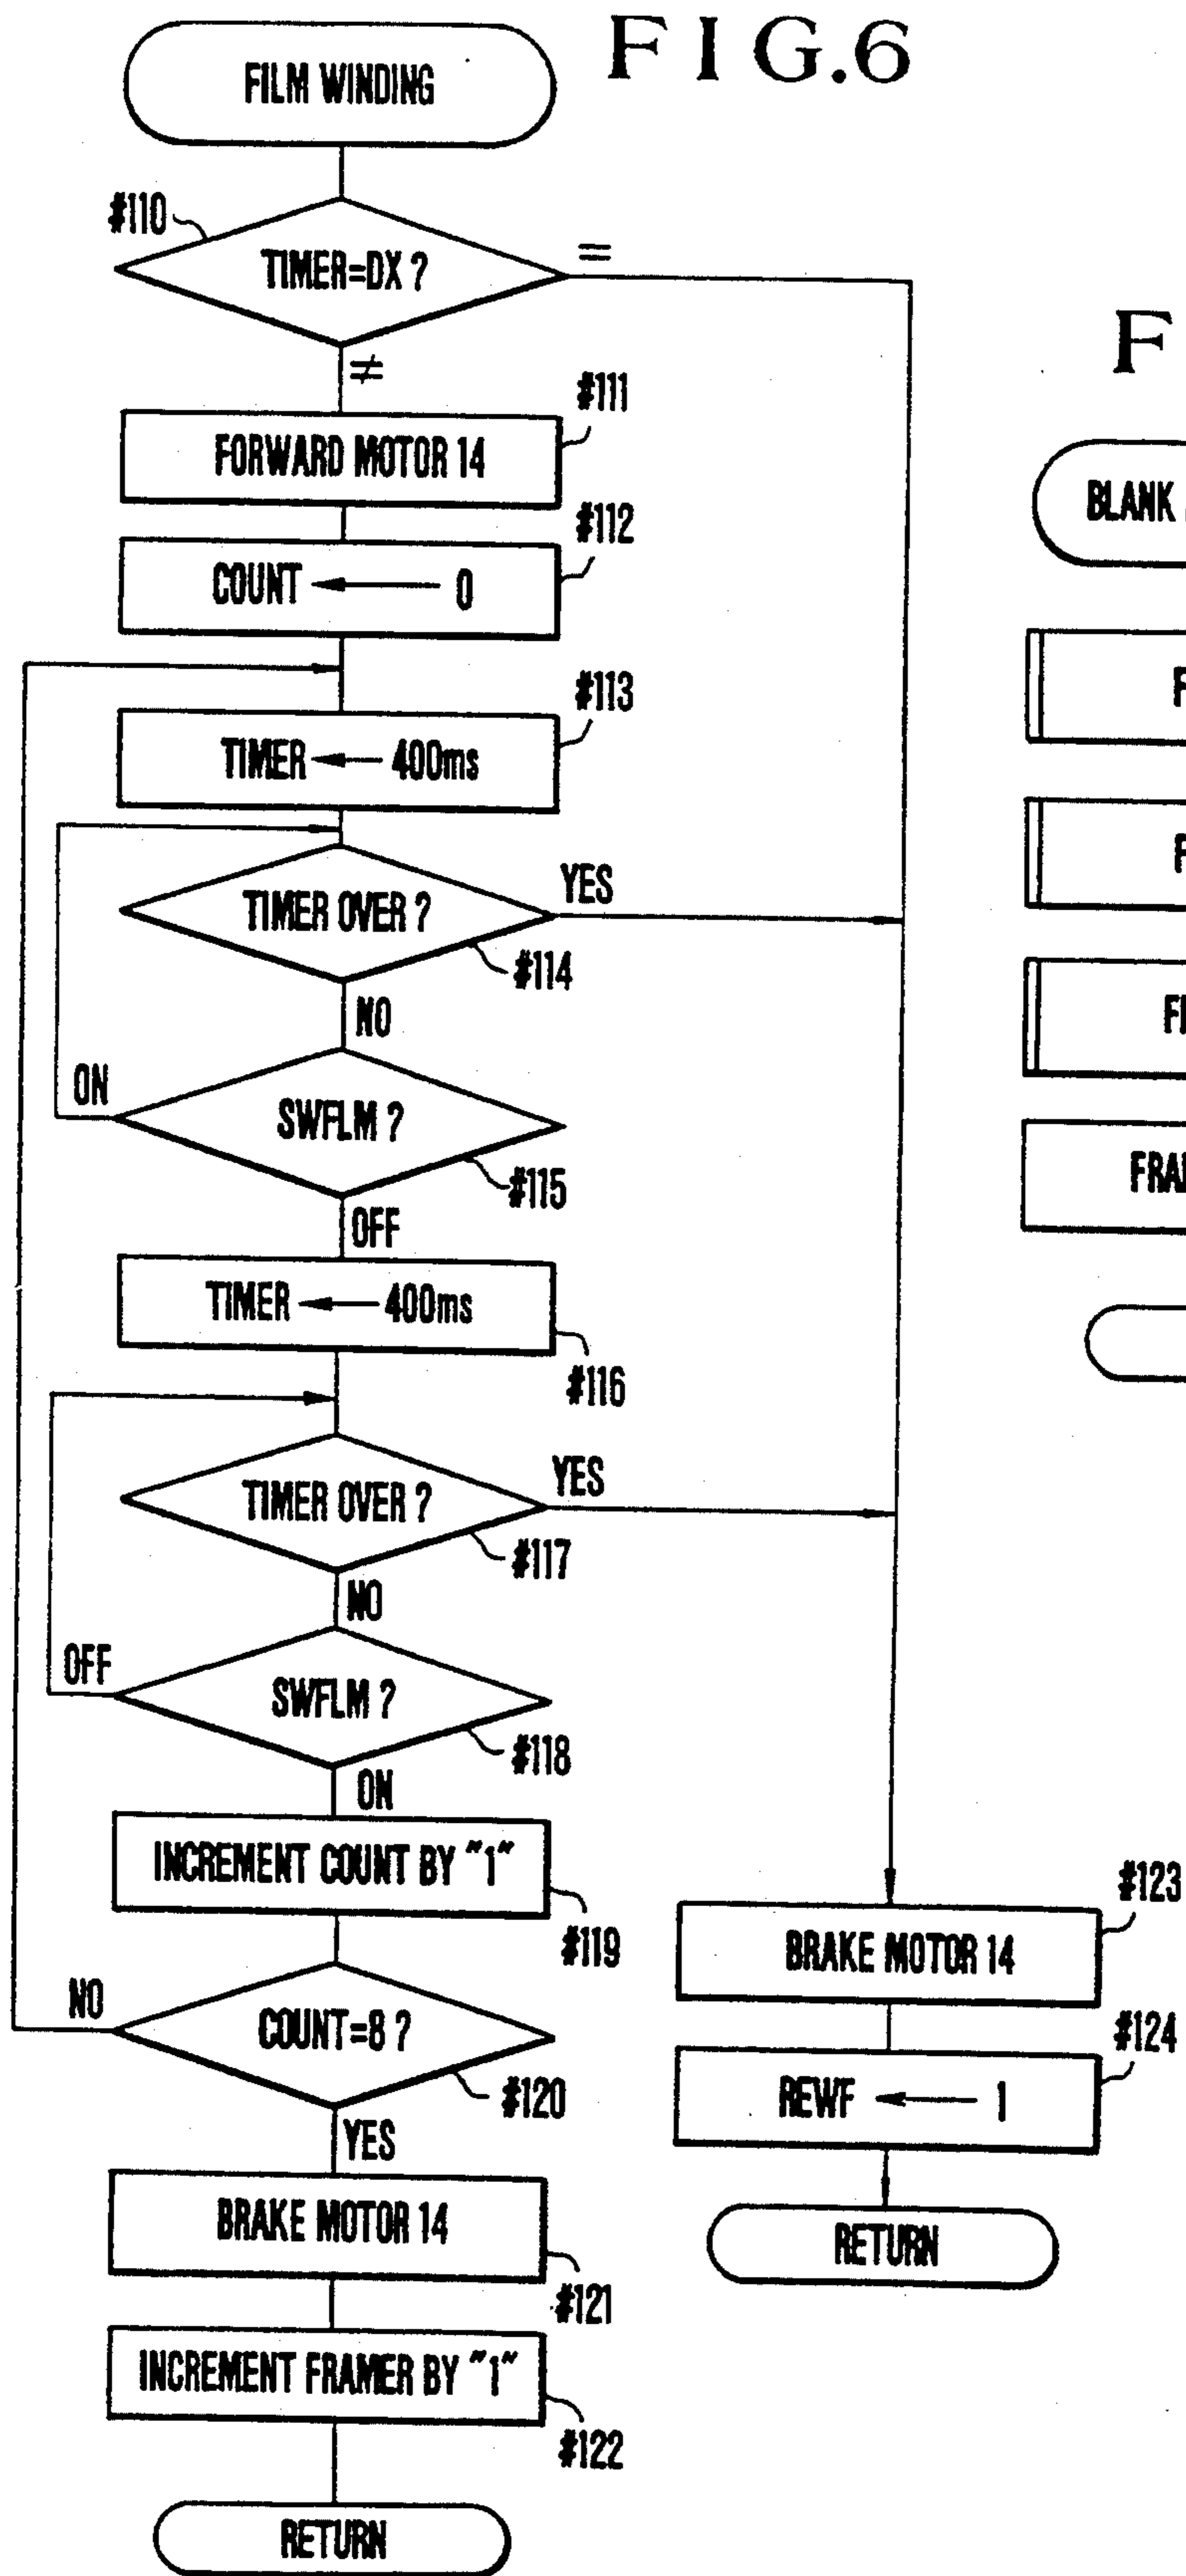 FIG.6
FILM WINDING
#110
TIMER=DX ?
=
≠
#111
FORWARD MOTOR 14
#112
COUNT ← 0
#113
TIMER ← 400ms
TIMER OVER ?
YES
#114
NO
ON
SWFLM ?
#115
OFF
TIMER ← 400ms
#116
TIMER OVER ?
YES
#117
NO
OFF
SWFLM ?
#118
ON
INCREMENT COUNT BY "1"
#119
NO
COUNT=8 ?
#120
YES
BRAKE MOTOR 14
#121
INCREMENT FRAMER BY "1"
#122
RETURN
#123
BRAKE MOTOR 14
#124
REWF ← 1
RETURN
F
BLANK
F
F